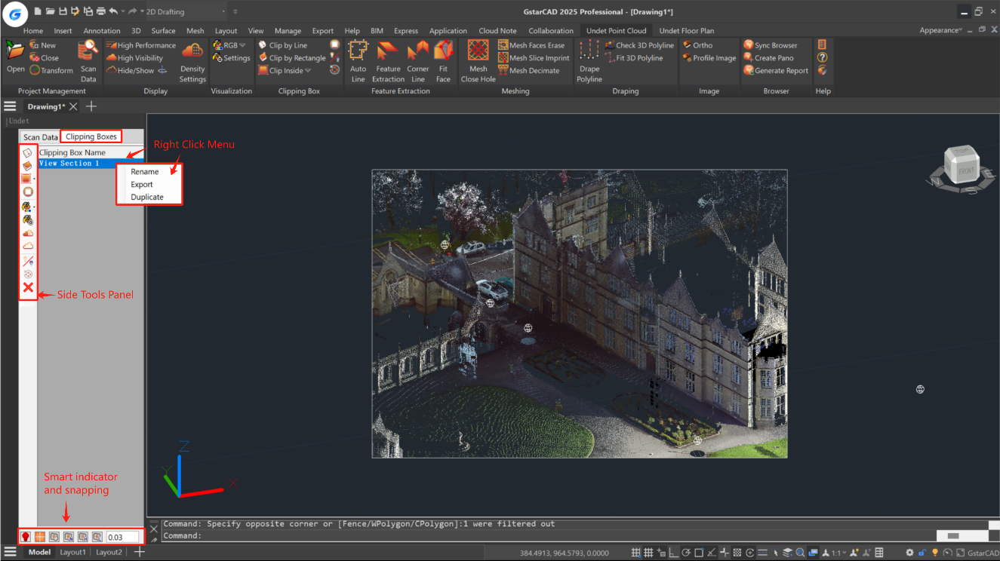 2D Drafting
GstarCAD 2025 Professional - [Drawing1*]
Home Insert Annotation 3D Surface Mesh Layout View Manage Export Help BIM Express Application Cloud Note Collaboration Undet Point Cloud Undet Floor Plan Appearance
Open
New
Close
Transform
Scan
Data
Project Management
High Performance
High Visibility
Hide/Show
Density
Settings
Display
RGB
Settings
Visualization
Clip by Line
Clip by Rectangle
Clip Inside
Clipping Box
Auto
Line
Feature
Extraction
Corner
Line
Fit
Face
Feature Extraction
Mesh
Close Hole
Mesh Faces Erase
Mesh Slice Imprint
Mesh Decimate
Meshing
Drape
Polyline
Check 3D Polyline
Fit 3D Polyline
Draping
Ortho
Profile Image
Image
Sync Browser
Create Pano
Generate Report
Browser
Help
Drawing1*
Undet
Scan Data Clipping Boxes
Clipping Box Name
View Section 1
Right Click Menu
Rename
Export
Duplicate
Side Tools Panel
TOP
FRONT
S
E
Z
Y
X
Smart indicator
and snapping
0.03
Command: Specify opposite corner or [Fence/WPolygon/CPolygon]:1 were filtered out
Command:
Model Layout1 Layout2
384.4913, 964.5793, 0.0000
1:1
GstarCAD